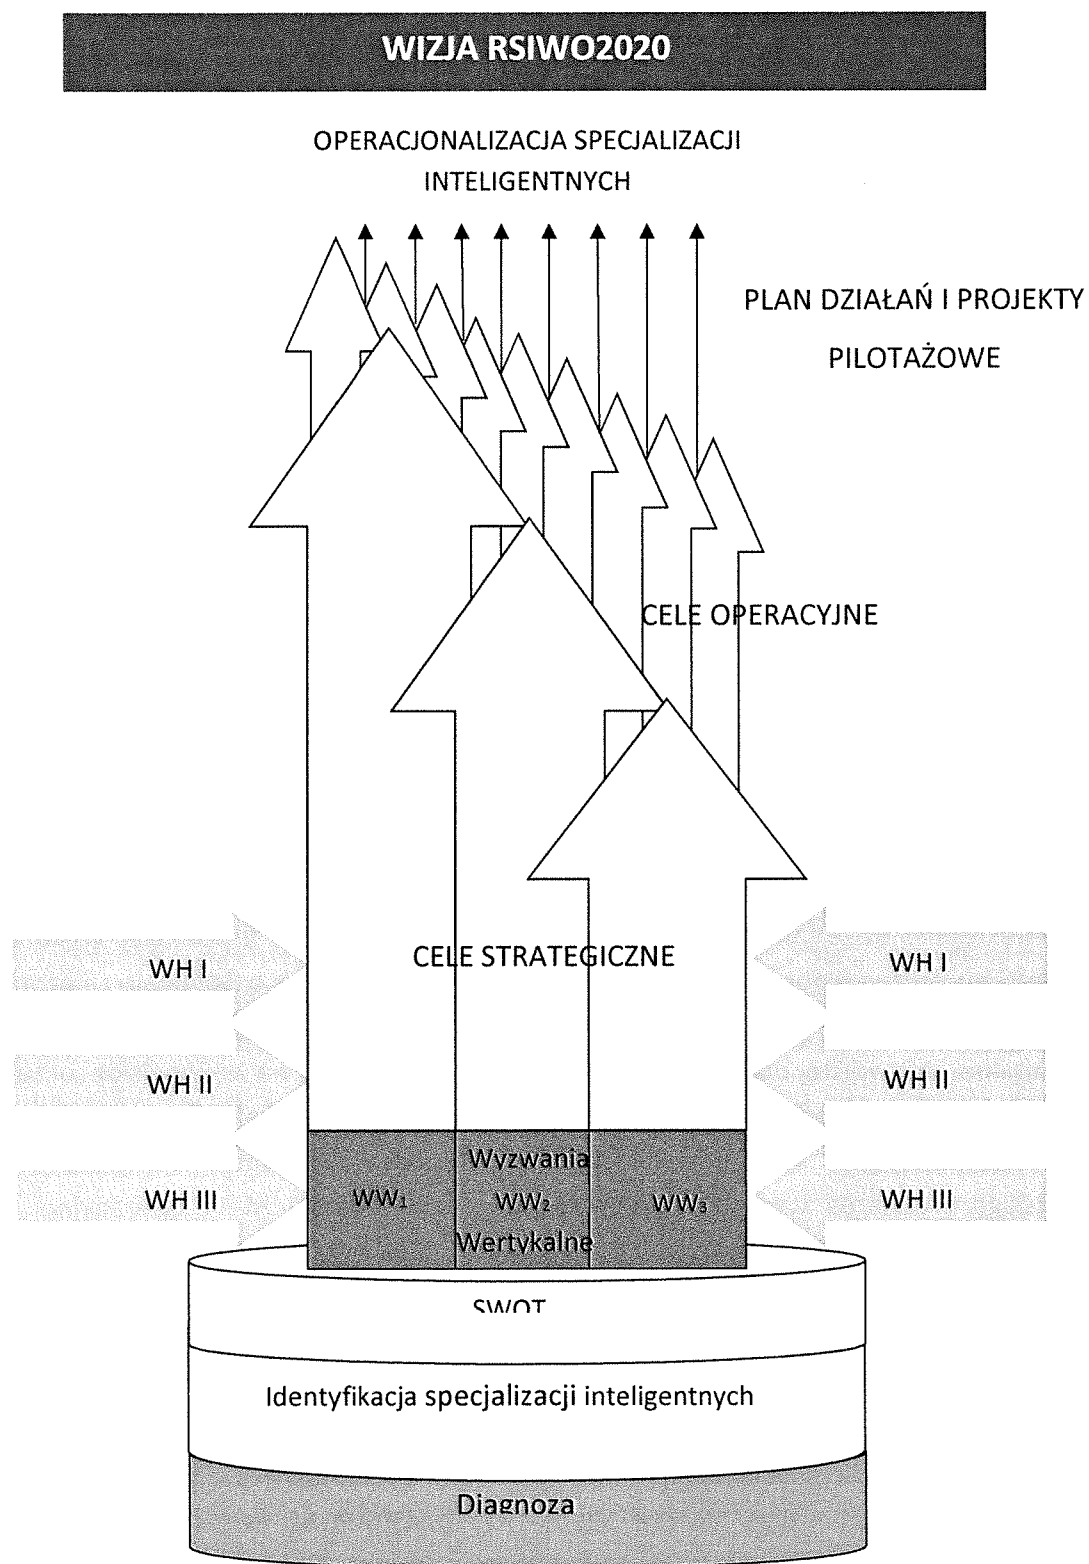 WIZJA RSIWO2020
OPERACJONALIZACJA SPECJALIZACJI
INTELIGENTNYCH
PLAN DZIAŁAŃ I PROJEKTY
PILOTAŻOWE
CELE OPERACYJNE
CELE STRATEGICZNE
WH I
WH I
WH II
WH II
WH III
WH III
Wyzwania
WW₁
WW₂
WW₃
Wertykalne
SWOT
Identyfikacja specjalizacji inteligentnych
Diagnoza